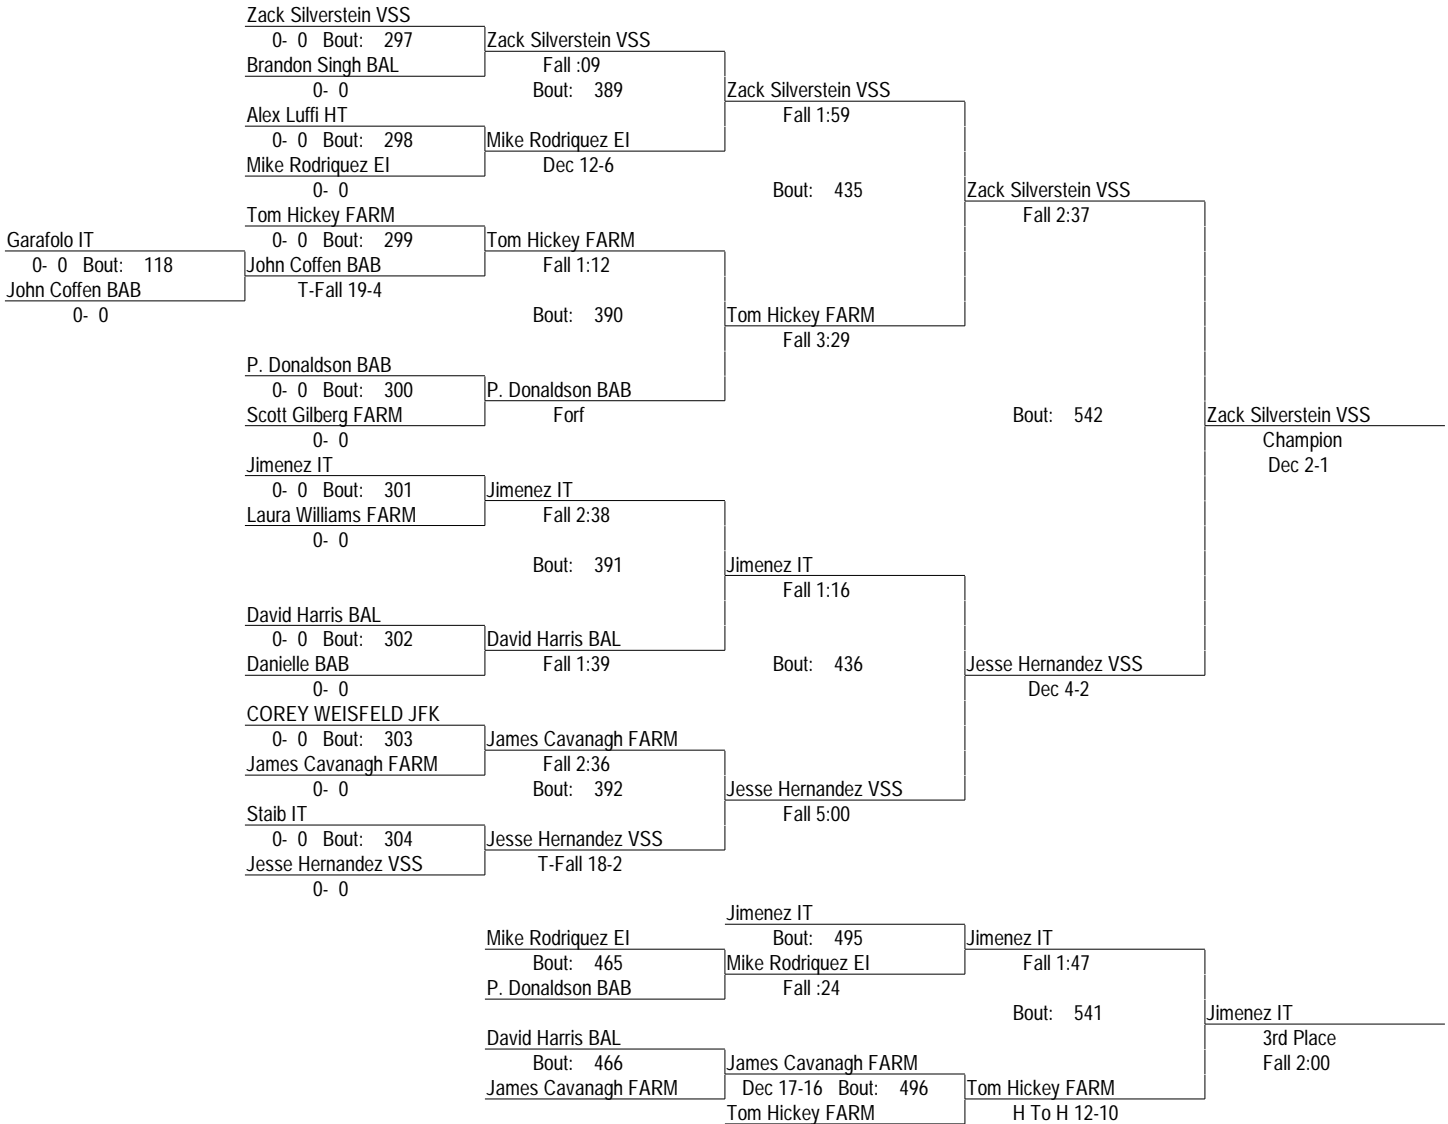 Zack Silverstein VSS
0- 0 Bout: 297
Zack Silverstein VSS
Brandon Singh BAL
Fall :09
0- 0
Bout: 389
Zack Silverstein VSS
Alex Luffi HT
Fall 1:59
0- 0 Bout: 298
Mike Rodriquez EI
Mike Rodriquez EI
Dec 12-6
0- 0
Bout: 435
Zack Silverstein VSS
Tom Hickey FARM
Fall 2:37
Garafolo IT
0- 0 Bout: 299
Tom Hickey FARM
0- 0 Bout: 118
John Coffen BAB
Fall 1:12
John Coffen BAB
T-Fall 19-4
0- 0
Bout: 390
Tom Hickey FARM
Fall 3:29
P. Donaldson BAB
0- 0 Bout: 300
P. Donaldson BAB
Scott Gilberg FARM
Forf
Bout: 542
Zack Silverstein VSS
0- 0
Champion
Jimenez IT
Dec 2-1
0- 0 Bout: 301
Jimenez IT
Laura Williams FARM
Fall 2:38
0- 0
Bout: 391
Jimenez IT
Fall 1:16
David Harris BAL
0- 0 Bout: 302
David Harris BAL
Danielle BAB
Fall 1:39
Bout: 436
Jesse Hernandez VSS
0- 0
Dec 4-2
COREY WEISFELD JFK
0- 0 Bout: 303
James Cavanagh FARM
James Cavanagh FARM
Fall 2:36
0- 0
Bout: 392
Jesse Hernandez VSS
Staib IT
Fall 5:00
0- 0 Bout: 304
Jesse Hernandez VSS
Jesse Hernandez VSS
T-Fall 18-2
0- 0
Jimenez IT
Mike Rodriquez EI
Bout: 495
Jimenez IT
Bout: 465
Mike Rodriquez EI
Fall 1:47
P. Donaldson BAB
Fall :24
Bout: 541
Jimenez IT
David Harris BAL
3rd Place
Bout: 466
James Cavanagh FARM
Fall 2:00
James Cavanagh FARM
Dec 17-16 Bout: 496
Tom Hickey FARM
Tom Hickey FARM
H To H 12-10